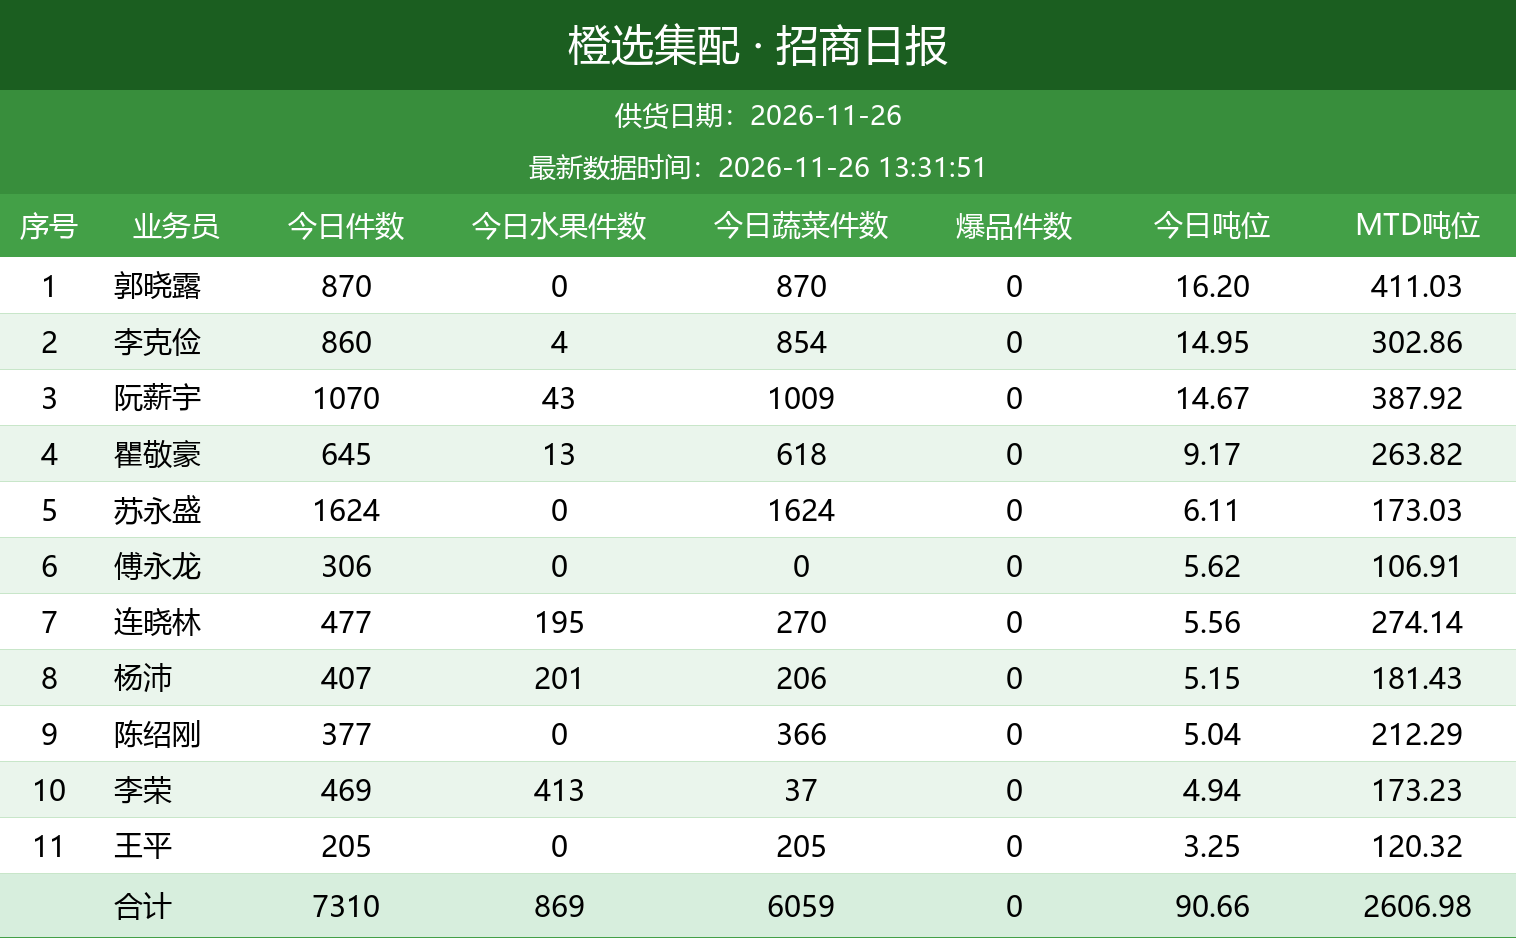 橙选集配 · 招商日报
供货日期：2026-11-26
最新数据时间：2026-11-26 13:31:51
序号 业务员 今日件数 今日水果件数 今日蔬菜件数 爆品件数 今日吨位 MTD吨位
1 郭晓露 870 0 870 0 16.20 411.03
2 李克俭 860 4 854 0 14.95 302.86
3 阮薪宇 1070 43 1009 0 14.67 387.92
4 瞿敬豪 645 13 618 0 9.17 263.82
5 苏永盛 1624 0 1624 0 6.11 173.03
6 傅永龙 306 0 0 0 5.62 106.91
7 连晓林 477 195 270 0 5.56 274.14
8 杨沛 407 201 206 0 5.15 181.43
9 陈绍刚 377 0 366 0 5.04 212.29
10 李荣 469 413 37 0 4.94 173.23
11 王平 205 0 205 0 3.25 120.32
合计 7310 869 6059 0 90.66 2606.98